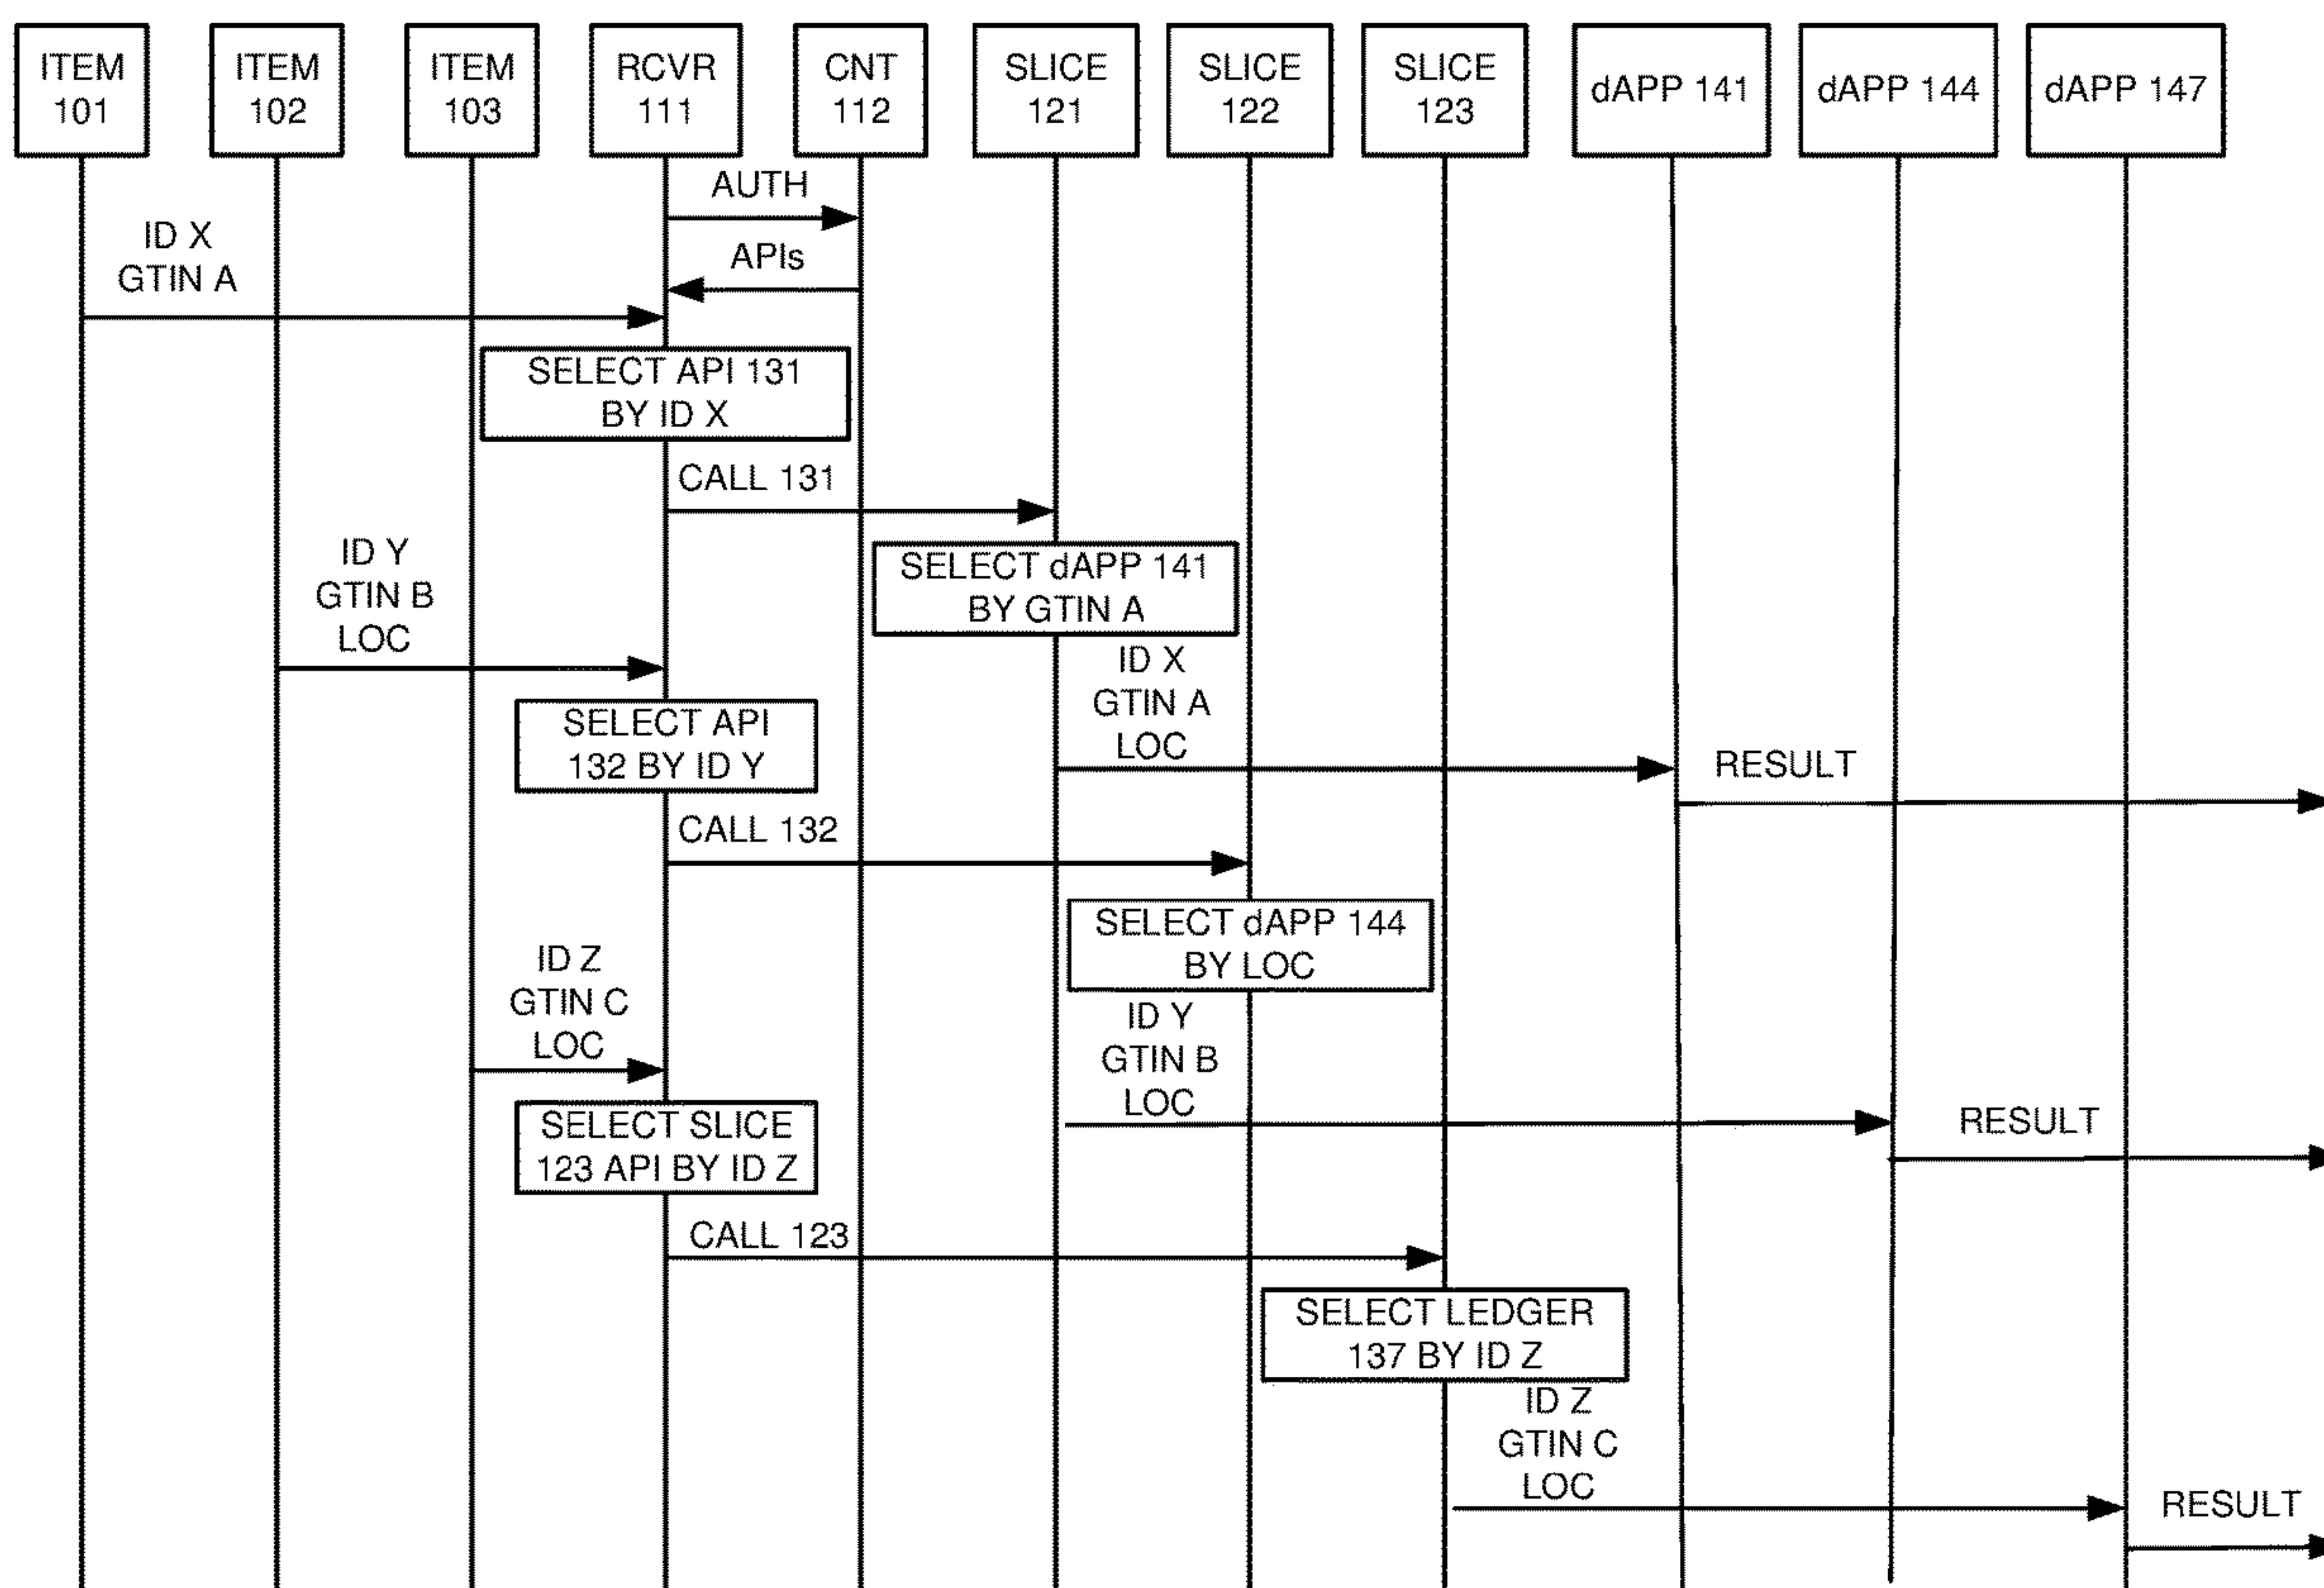 ITEM
101
ITEM
102
ITEM
103
RCVR
111
CNT
112
SLICE
121
SLICE
122
SLICE
123
dAPP 141
dAPP 144
dAPP 147
AUTH
APIs
ID X
GTIN A
SELECT API 131
BY ID X
CALL 131
SELECT dAPP 141
BY GTIN A
ID Y
GTIN B
LOC
ID X
GTIN A
LOC
SELECT API
132 BY ID Y
RESULT
CALL 132
SELECT dAPP 144
BY LOC
ID Z
GTIN C
LOC
ID Y
GTIN B
LOC
RESULT
SELECT SLICE
123 API BY ID Z
CALL 123
SELECT LEDGER
137 BY ID Z
ID Z
GTIN C
LOC
RESULT